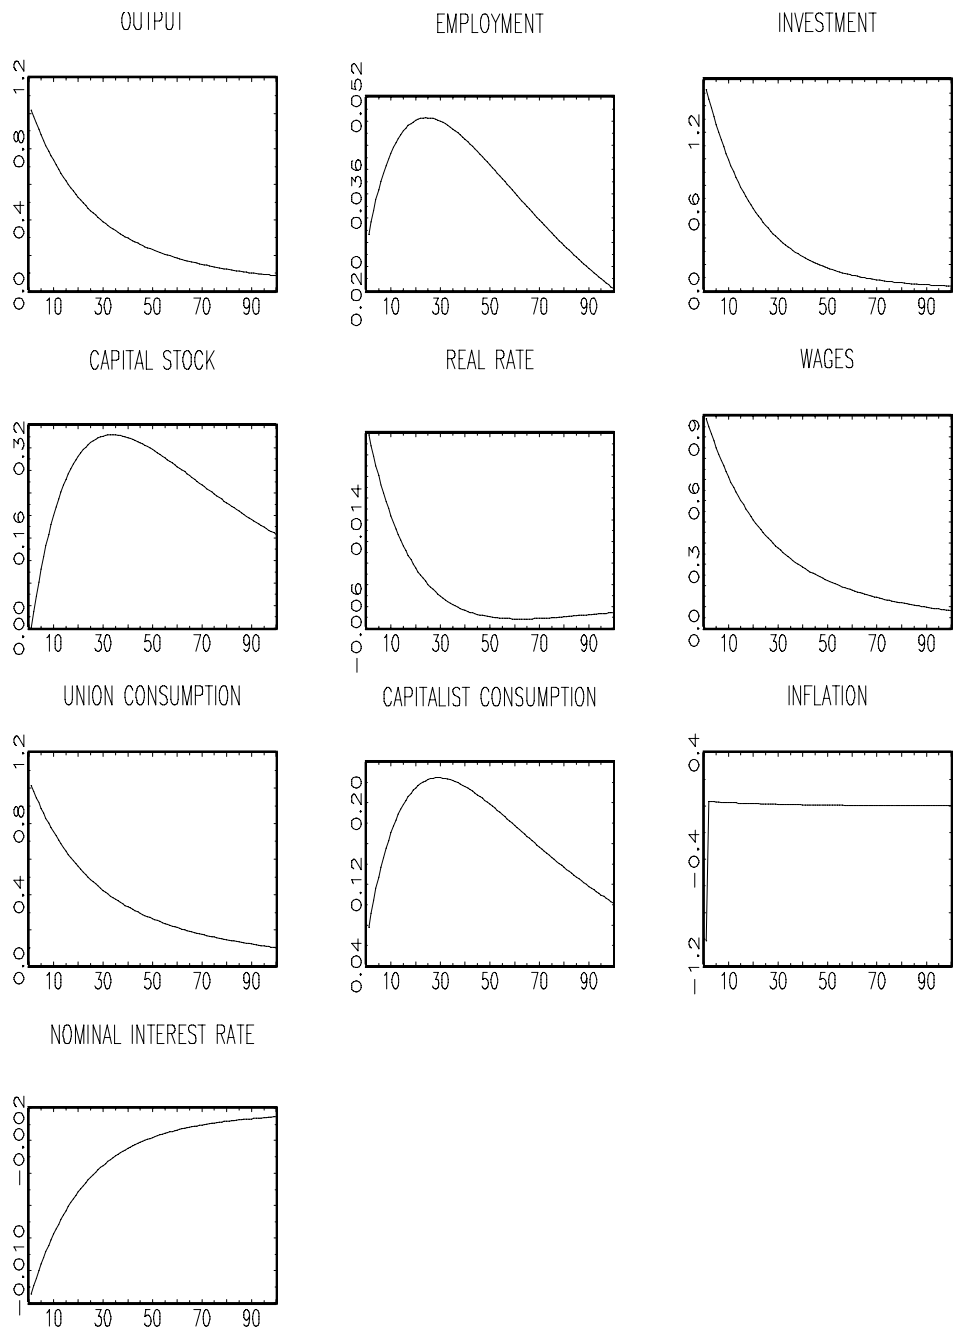 OUTPUT
EMPLOYMENT
INVESTMENT
0.0 0.4 0.8 1.2
10 30 50 70 90
0.020 0.036 0.052
10 30 50 70 90
0.0 0.6 1.2
10 30 50 70 90
CAPITAL STOCK
REAL RATE
WAGES
0.00 0.16 0.32
10 30 50 70 90
-0.006 0.014
10 30 50 70 90
0.0 0.3 0.6 0.9
10 30 50 70 90
UNION CONSUMPTION
CAPITALIST CONSUMPTION
INFLATION
0.0 0.4 0.8 1.2
10 30 50 70 90
0.04 0.12 0.20
10 30 50 70 90
-1.2 -0.4 0.4
10 30 50 70 90
NOMINAL INTEREST RATE
-0.010 -0.002
10 30 50 70 90